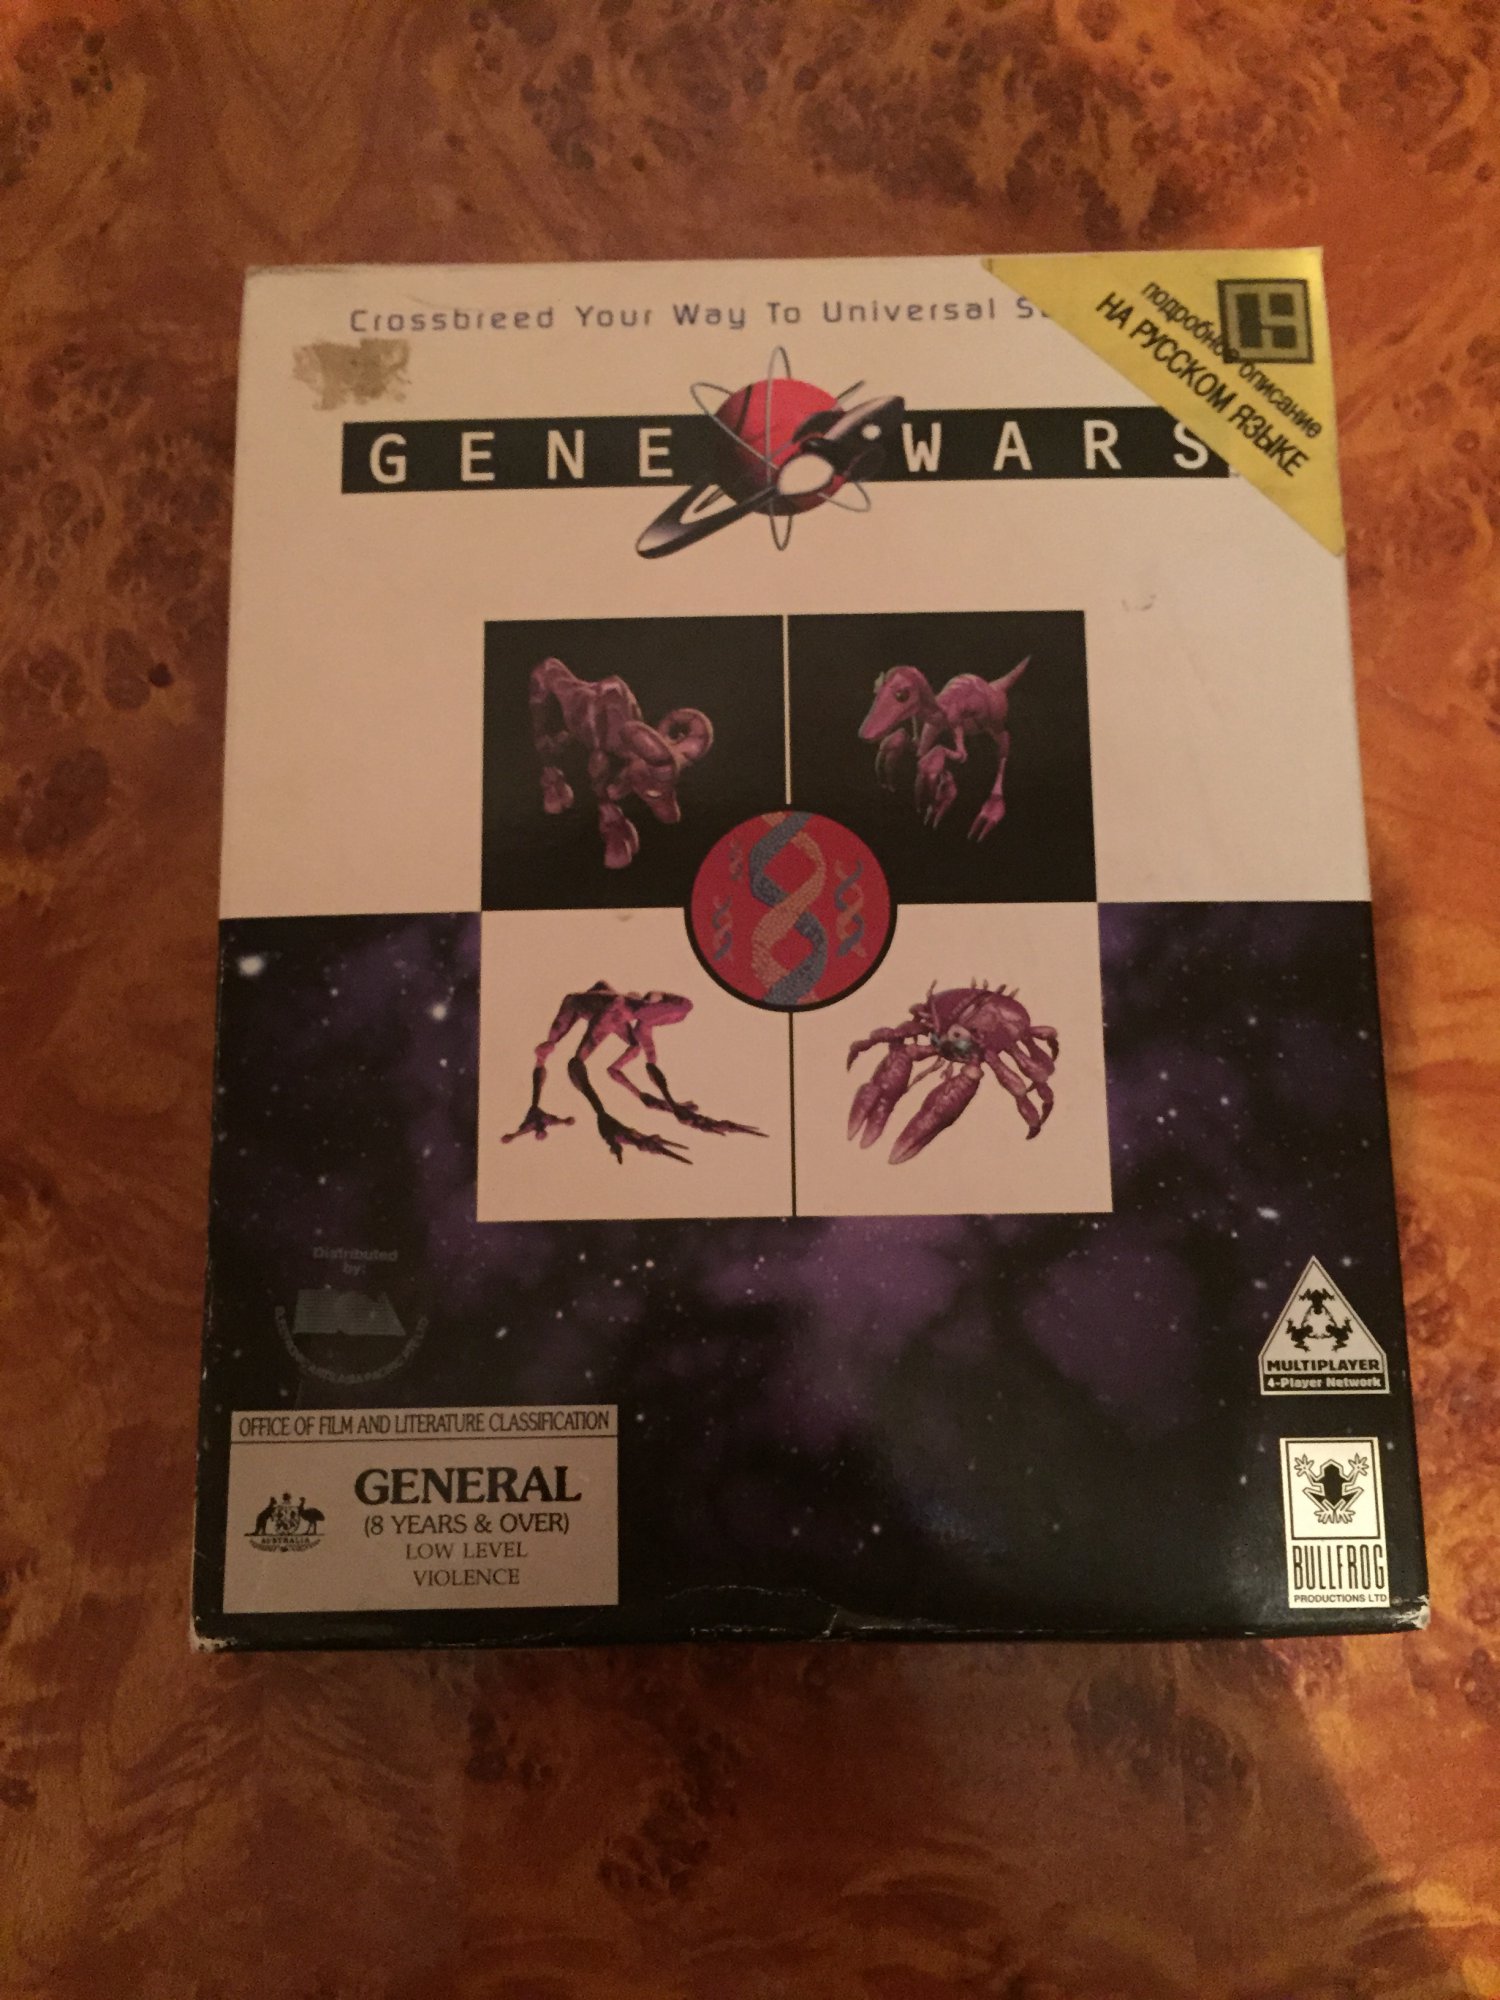 Crossbreed Your Way To Universal
подробное описание
НА РУССКОМ ЯЗЫКЕ
GENE WARS
Distributed
by:
MULTIPLAYER
4-Player Network
OFFICE OF FILM AND LITERATURE CLASSIFICATION
GENERAL
(8 YEARS & OVER)
LOW LEVEL
VIOLENCE
AUSTRALIA
BULLFROG
PRODUCTIONS LTD